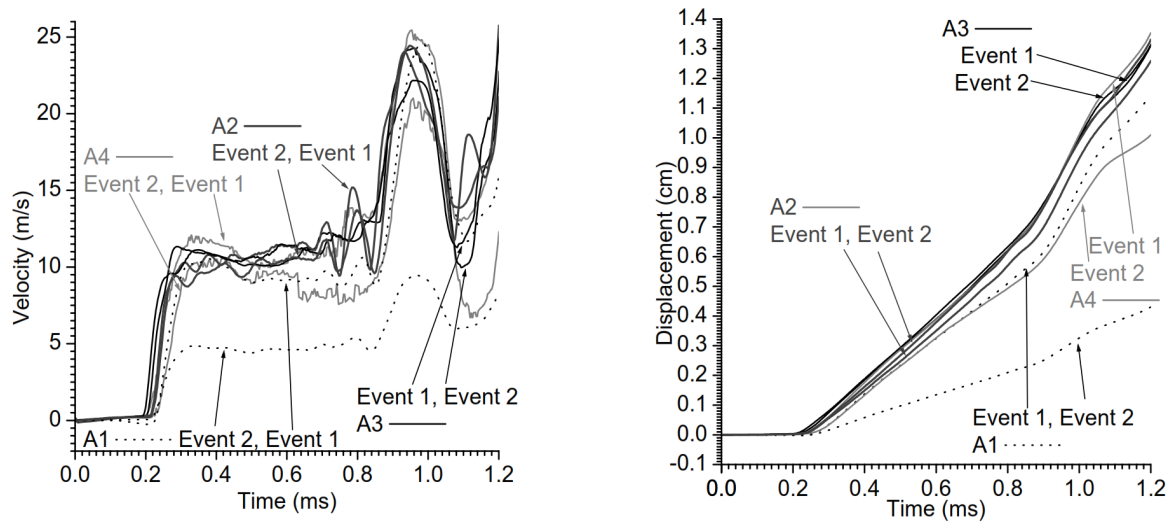 25
20
15
10
5
0
Velocity (m/s)
A2
Event 2, Event 1
A4
Event 2, Event 1
Event 1, Event 2
A3
A1
Event 2, Event 1
0.0 0.2 0.4 0.6 0.8 1.0 1.2
Time (ms)
1.4
1.3
1.2
1.1
1.0
0.9
0.8
0.7
0.6
0.5
0.4
0.3
0.2
0.1
0.0
-0.1
Displacement (cm)
A3
Event 1
Event 2
A2
Event 1, Event 2
Event 1
Event 2
A4
Event 1, Event 2
A1
0.0 0.2 0.4 0.6 0.8 1.0 1.2
Time (ms)